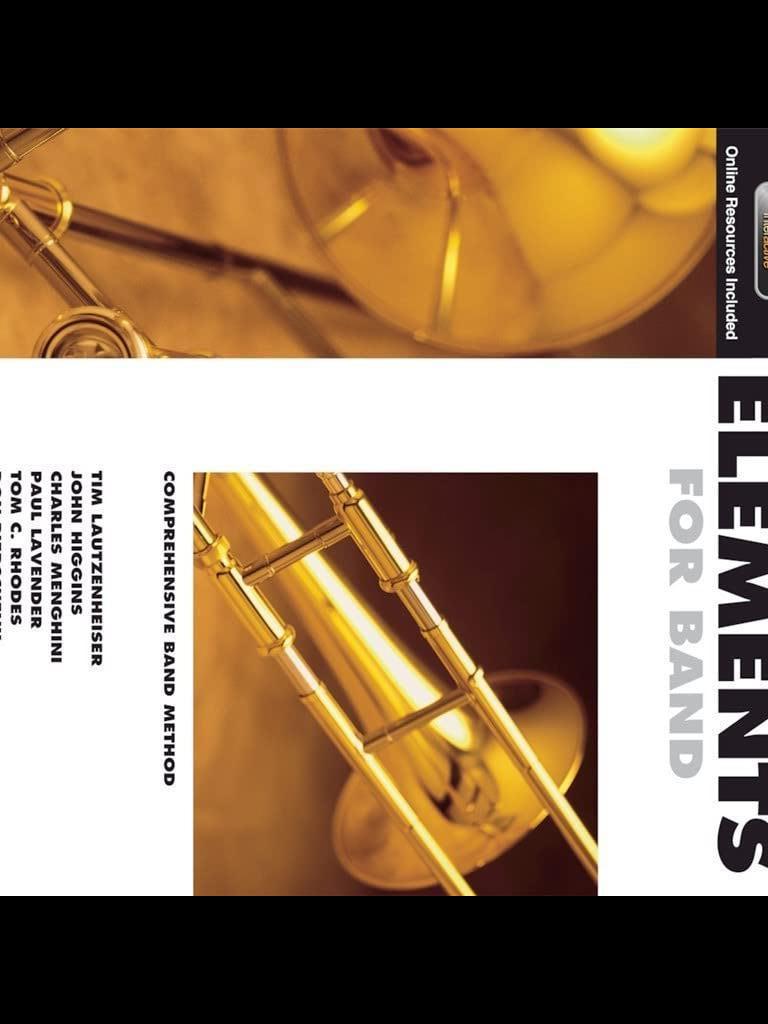 Online Resources Included
Interactive
ELEMENTS
FOR BAND
COMPREHENSIVE BAND METHOD
TIM LAUTZENHEISER
JOHN HIGGINS
CHARLES MENGHINI
PAUL LAVENDER
TOM C. RHODES